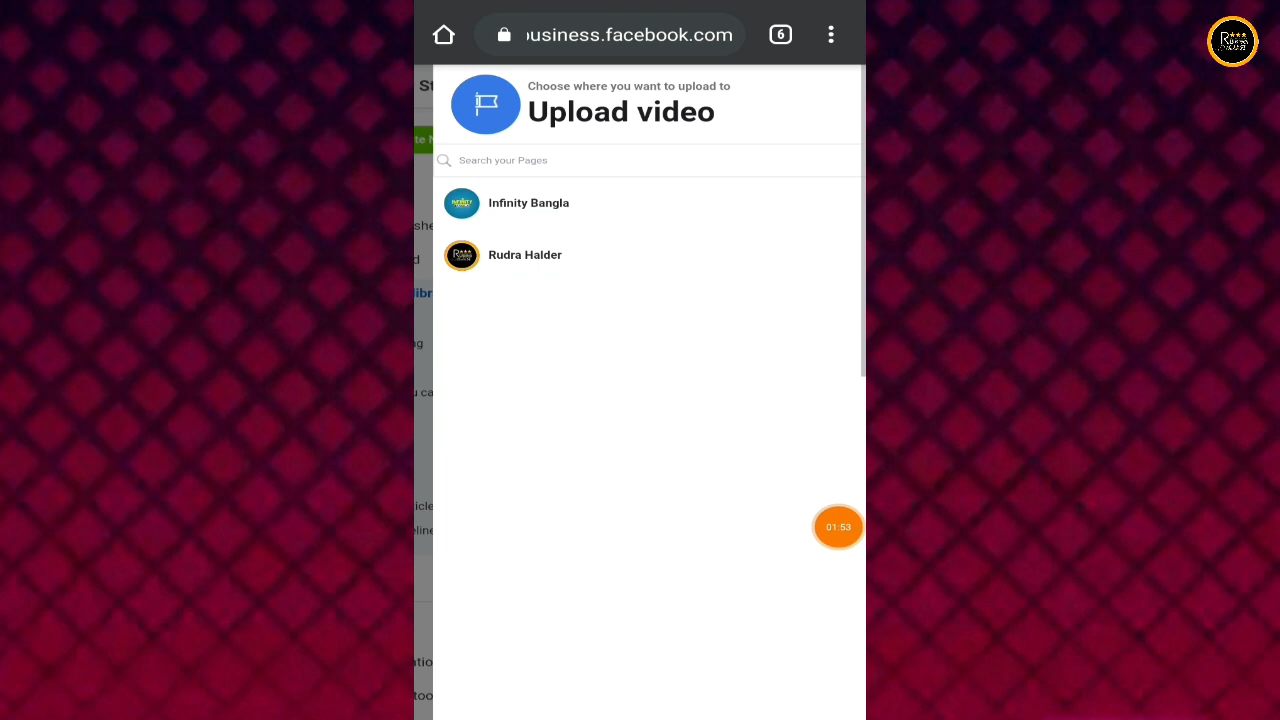 usiness.facebook.com
6
Choose where you want to upload to
Upload video
Search your Pages
Infinity Bangla
Rudra Halder
01:53